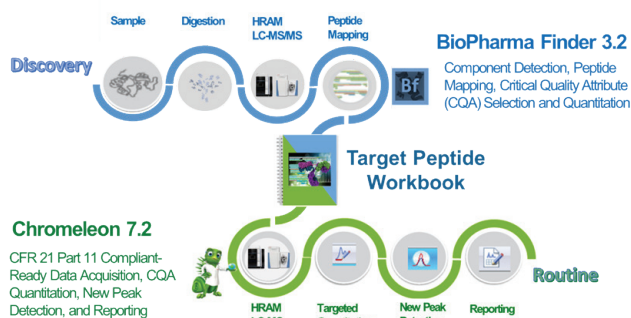 Sample
Digestion
HRAM
LC-MS/MS
Peptide
Mapping
Discovery
BioPharma Finder 3.2
Component Detection, Peptide
Mapping, Critical Quality Attribute
(CQA) Selection and Quantitation
Bf
Target Peptide
Workbook
Chromeleon 7.2
CFR 21 Part 11 Compliant-
Ready Data Acquisition, CQA
Quantitation, New Peak
Detection, and Reporting
Routine
HRAM
Targeted
New Peak
Reporting